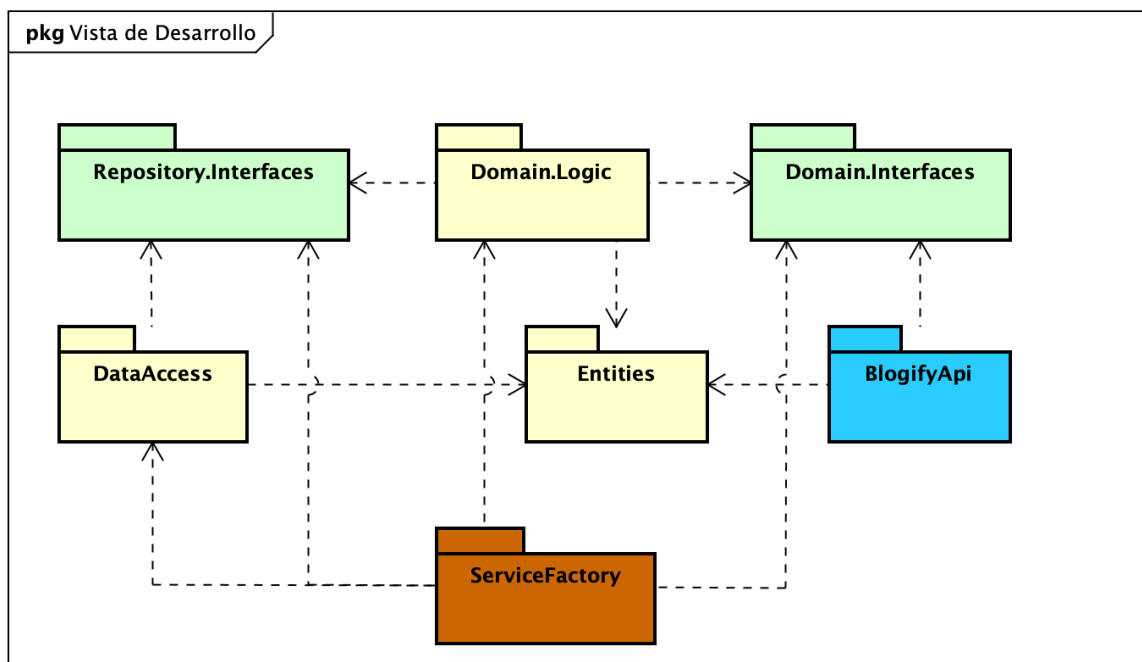 pkg Vista de Desarrollo
Repository.Interfaces
Domain.Logic
Domain.Interfaces
DataAccess
Entities
BlogifyApi
ServiceFactory